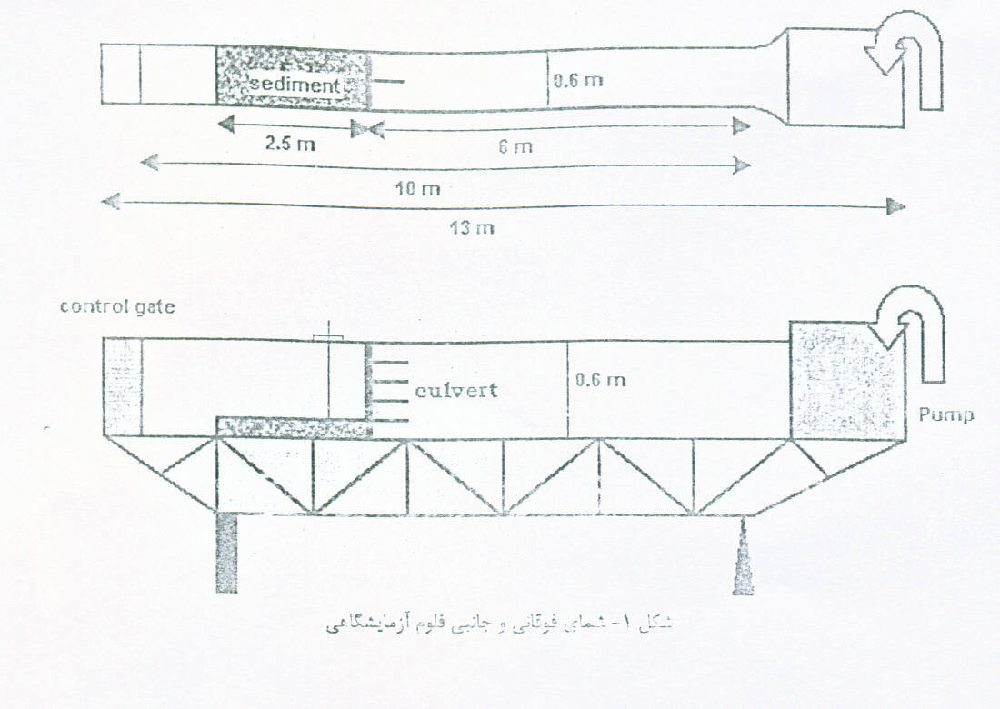 sediment
0.6 m
2.5 m
6 m
10 m
13 m
control gate
culvert
0.6 m
Pump
شکل ۱- شمای فوقانی و جانبی فلوم آزمایشگاهی